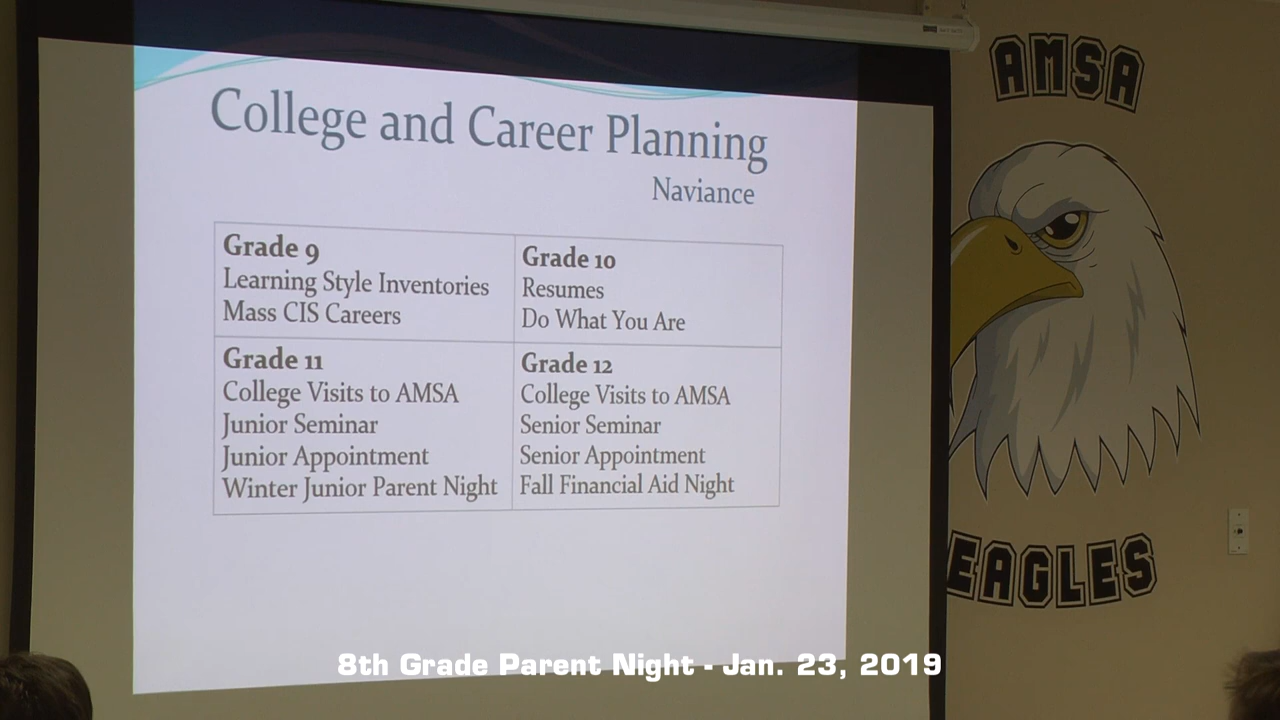 College and Career Planning
Naviance
Grade 9
Learning Style Inventories
Mass CIS Careers
Grade 10
Resumes
Do What You Are
Grade 11
College Visits to AMSA
Junior Seminar
Junior Appointment
Winter Junior Parent Night
Grade 12
College Visits to AMSA
Senior Seminar
Senior Appointment
Fall Financial Aid Night
AMSA
EAGLES
8th Grade Parent Night - Jan. 23, 2019